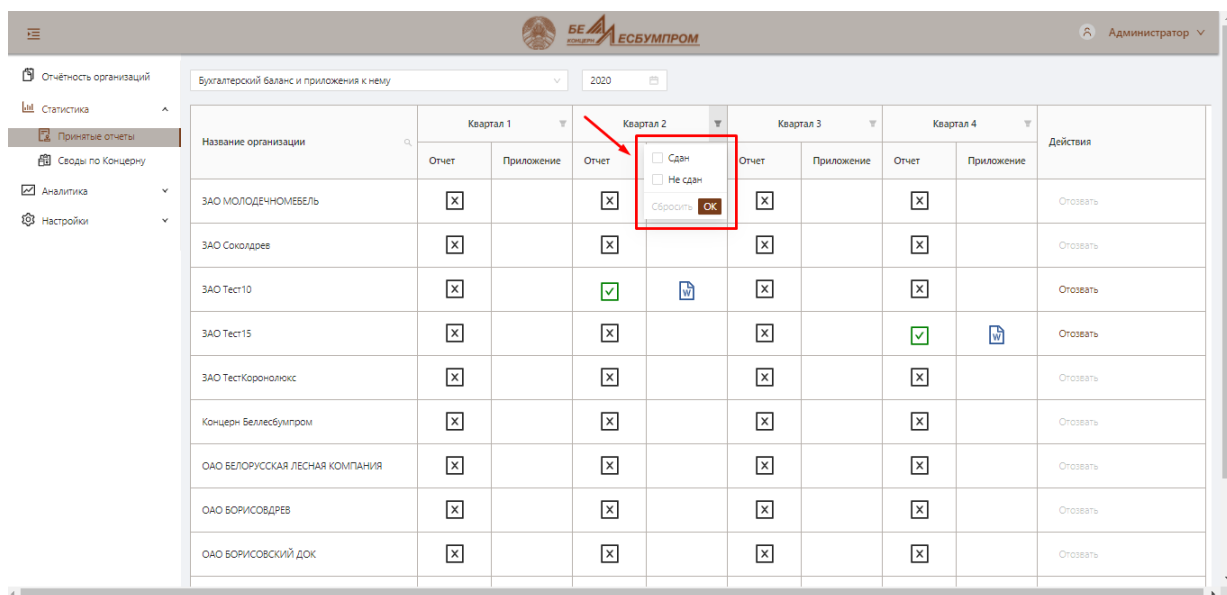 БЕЛЛЕСБУМПРОМ
КОНЦЕРН
Администратор
Отчётность организаций
Статистика
Принятые отчеты
Своды по Концерну
Аналитика
Настройки
Бухгалтерский баланс и приложения к нему 2020
Название организации Квартал 1 Квартал 2 Квартал 3 Квартал 4 Действия
Отчет Приложение Отчет Отчет Приложение Отчет Приложение
Сдан
Не сдан
Сбросить OK
ЗАО МОЛОДЕЧНОМЕБЕЛЬ Отозвать
ЗАО Соколдрев Отозвать
ЗАО Тест10 Отозвать
ЗАО Тест15 Отозвать
ЗАО ТестКоронолюкс Отозвать
Концерн Беллесбумпром Отозвать
ОАО БЕЛОРУССКАЯ ЛЕСНАЯ КОМПАНИЯ Отозвать
ОАО БОРИСОВДРЕВ Отозвать
ОАО БОРИСОВСКИЙ ДОК Отозвать